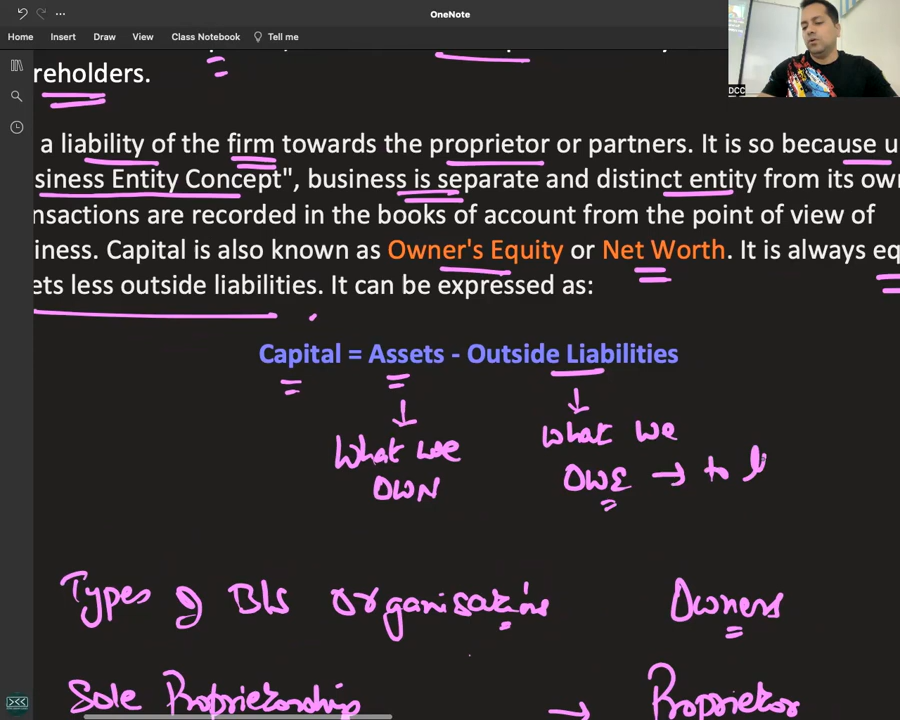 OneNote
Home Insert Draw View Class Notebook Tell me
DCC
reholders.
a liability of the firm towards the proprietor or partners. It is so because u
siness Entity Concept", business is separate and distinct entity from its ow
nsactions are recorded in the books of account from the point of view of
iness. Capital is also known as Owner's Equity or Net Worth. It is always eq
ets less outside liabilities. It can be expressed as:
Capital = Assets - Outside Liabilities
What we
OWN
What we
OWE → to
Types of BIS Organisations Owners
Sole Proprietorship → Proprietor